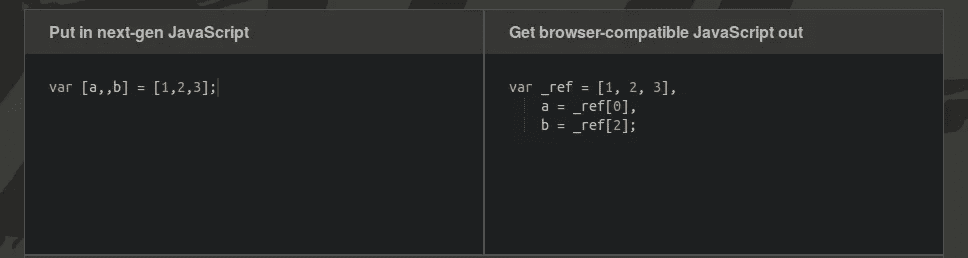 Put in next-gen JavaScript
var [a,,b] = [1,2,3];
Get browser-compatible JavaScript out
var _ref = [1, 2, 3],
    a = _ref[0],
    b = _ref[2];